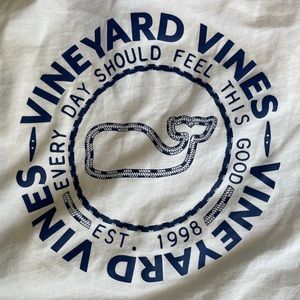 VINEYARD VINES
EVERY DAY SHOULD FEEL THIS GOOD
EST. 1998
VINEYARD VINES